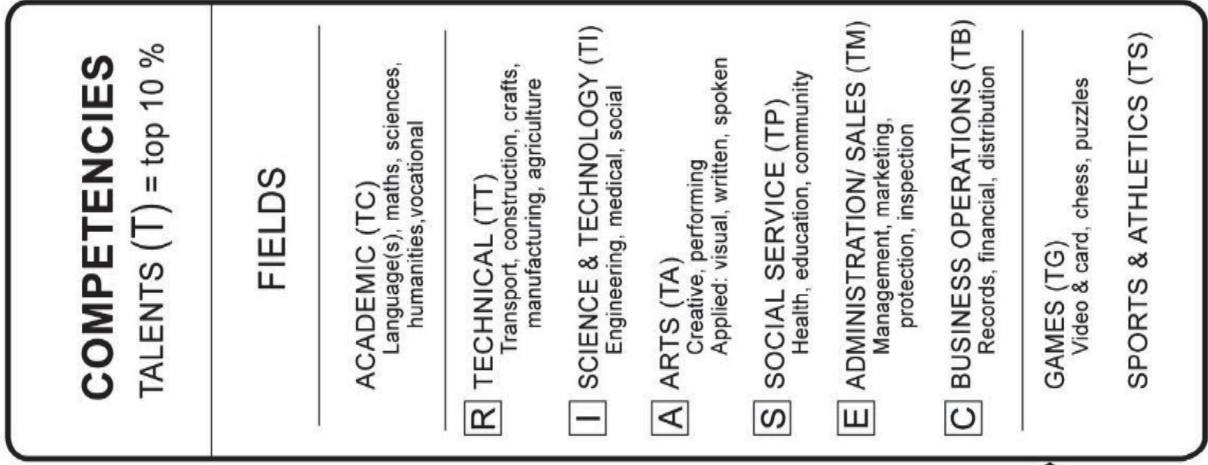 COMPETENCIES
TALENTS (T) = top 10 %
FIELDS
ACADEMIC (TC)
Language(s), maths, sciences,
humanities,vocational
R TECHNICAL (TT)
Transport, construction, crafts,
manufacturing, agriculture
I SCIENCE & TECHNOLOGY (TI)
Engineering, medical, social
A ARTS (TA)
Creative, performing
Applied: visual, written, spoken
S SOCIAL SERVICE (TP)
Health, education, community
E ADMINISTRATION/ SALES (TM)
Management, marketing,
protection, inspection
C BUSINESS OPERATIONS (TB)
Records, financial, distribution
GAMES (TG)
Video & card, chess, puzzles
SPORTS & ATHLETICS (TS)